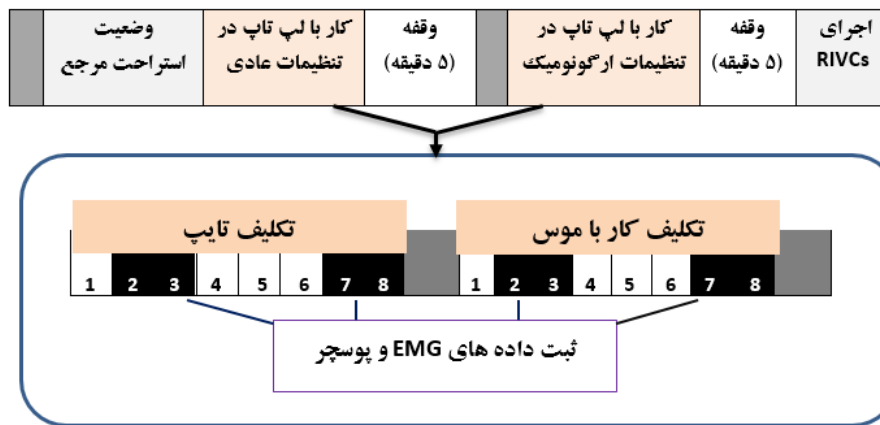 وضعیت
استراحت مرجع
کار با لپ تاپ در
تنظیمات عادی
وقفه
(۵ دقیقه)
کار با لپ تاپ در
تنظیمات ارگونومیک
وقفه
(۵ دقیقه)
اجرای
RIVCs
تکلیف تایپ
تکلیف کار با موس
1 2 3 4 5 6 7 8
1 2 3 4 5 6 7 8
ثبت داده های EMG و پوسچر